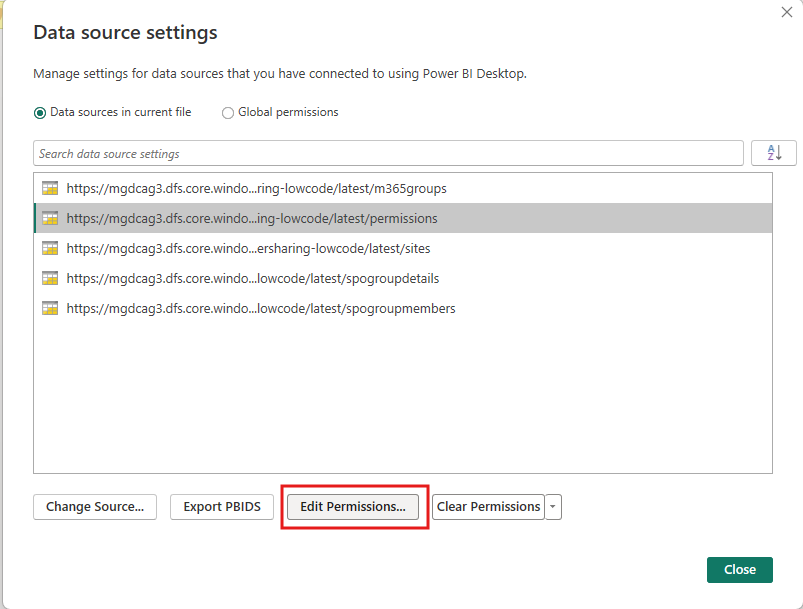 Data source settings
Manage settings for data sources that you have connected to using Power BI Desktop.
Data sources in current file Global permissions
Search data source settings
A
Z
https://mgdcag3.dfs.core.windo...ring-lowcode/latest/m365groups
https://mgdcag3.dfs.core.windo...ing-lowcode/latest/permissions
https://mgdcag3.dfs.core.windo...ersharing-lowcode/latest/sites
https://mgdcag3.dfs.core.windo...lowcode/latest/spogroupdetails
https://mgdcag3.dfs.core.windo...lowcode/latest/spogroupmembers
Change Source... Export PBIDS Edit Permissions... Clear Permissions
Close